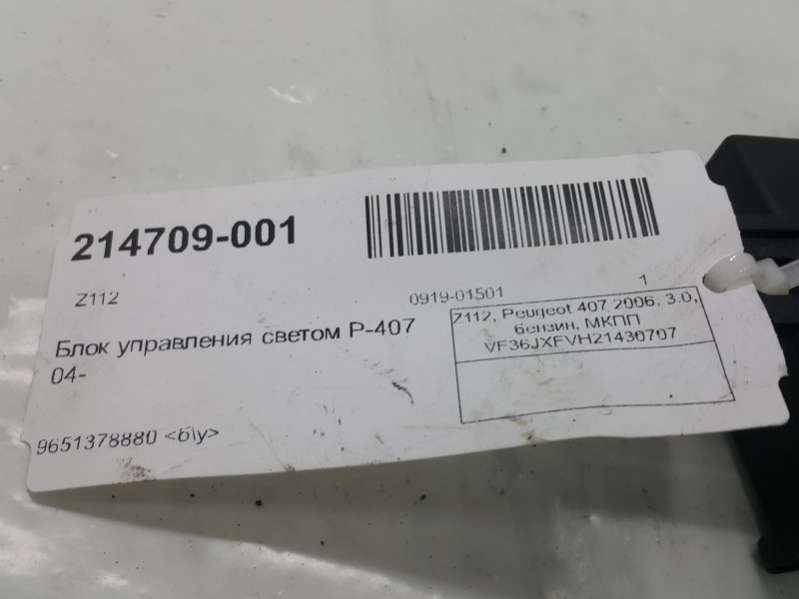 214709-001
Z112
0919-01501
1
Блок управления светом P-407
04-
Z112, Peugeot 407 2006, 3.0,
бензин, МКПП
VF36JXFVH21430707
9651378880 <б\у>